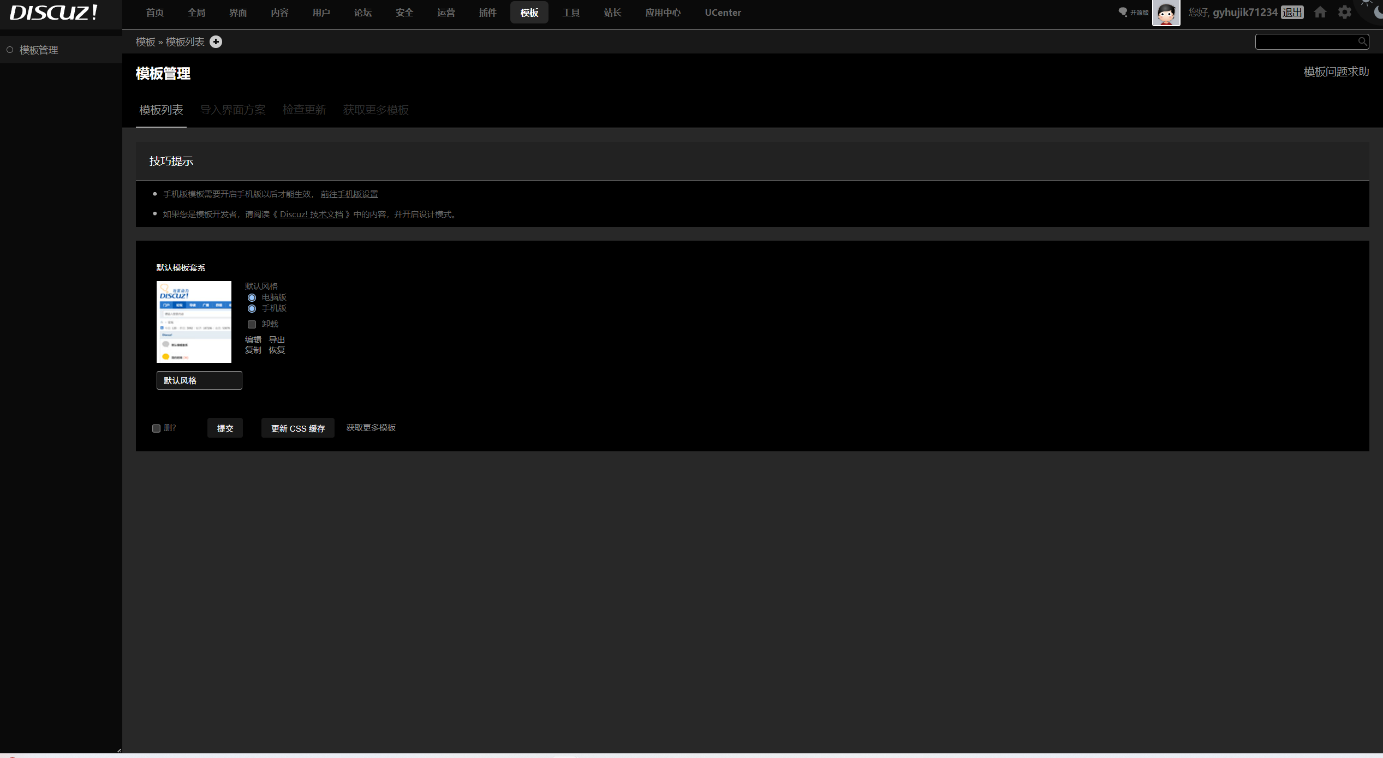 DISCUZ!
首页 全局 界面 内容 用户 论坛 安全 运营 插件 模板 工具 站长 应用中心 UCenter
您好, gyhujik71234 退出
模板管理
模板 » 模板列表
模板管理
模板问题求助
模板列表 导入界面方案 检查更新 获取更多模板
技巧提示
手机版模板需要开启手机版以后才能生效， 前往手机版设置
如果您是模板开发者，请阅读《 Discuz! 技术文档 》中的内容，并开启设计模式。
默认模板套系
DISCUZ!
默认风格
电脑版
手机版
卸载
编辑 导出
复制 恢复
默认风格
删?
提交
更新 CSS 缓存
获取更多模板